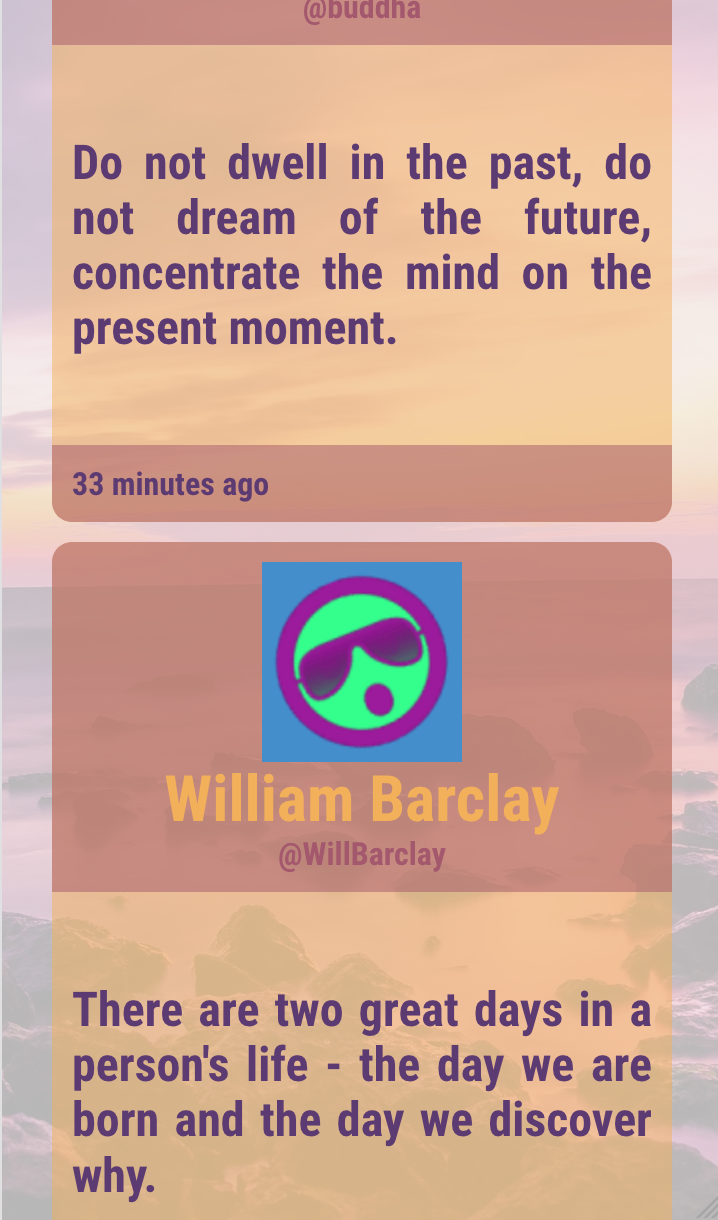 @buddha
Do not dwell in the past, do
not dream of the future,
concentrate the mind on the
present moment.
33 minutes ago
William Barclay
@WillBarclay
There are two great days in a
person's life - the day we are
born and the day we discover
why.